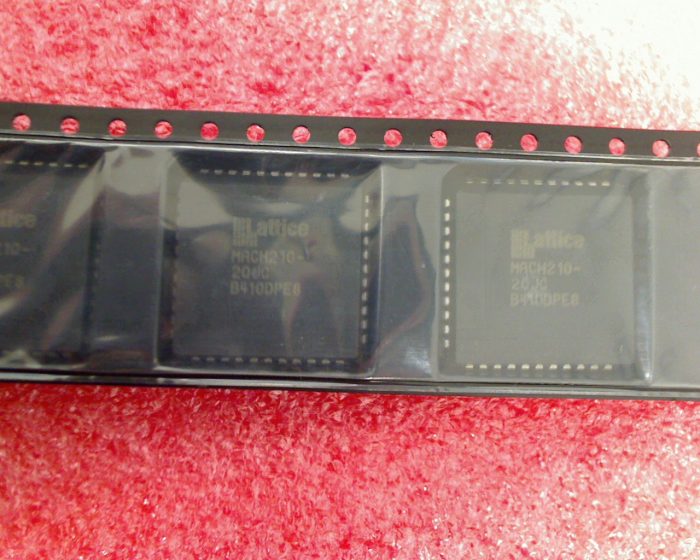 Lattice
MACH210-
20JC
B410DPE8
Lattice
MACH210-
20JC
B410DPE8